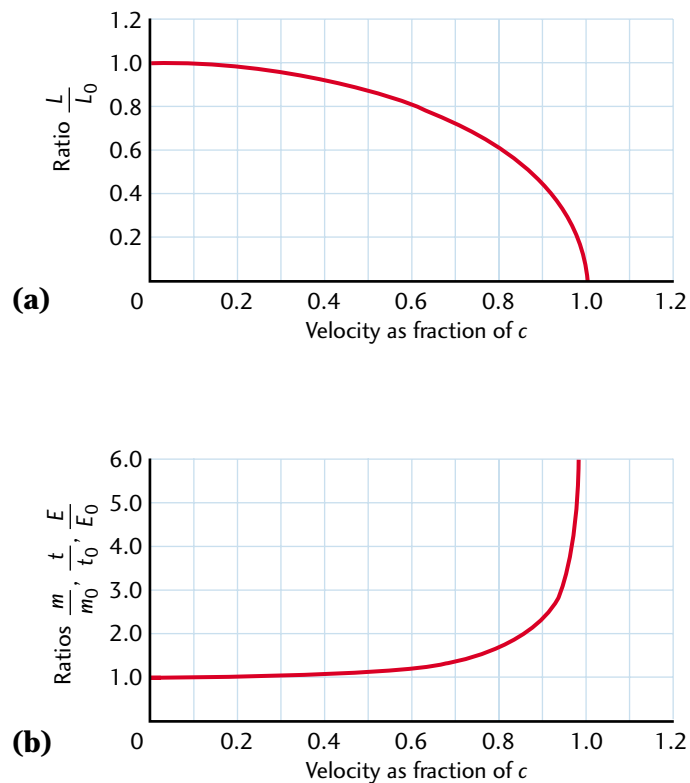 1.2
1.0
0.8
0.6
0.4
0.2
Ratio L/L0
(a)
0 0.2 0.4 0.6 0.8 1.0 1.2
Velocity as fraction of c
6.0
5.0
4.0
3.0
2.0
1.0
Ratios m/m0, t/t0, E/E0
(b)
0 0.2 0.4 0.6 0.8 1.0 1.2
Velocity as fraction of c